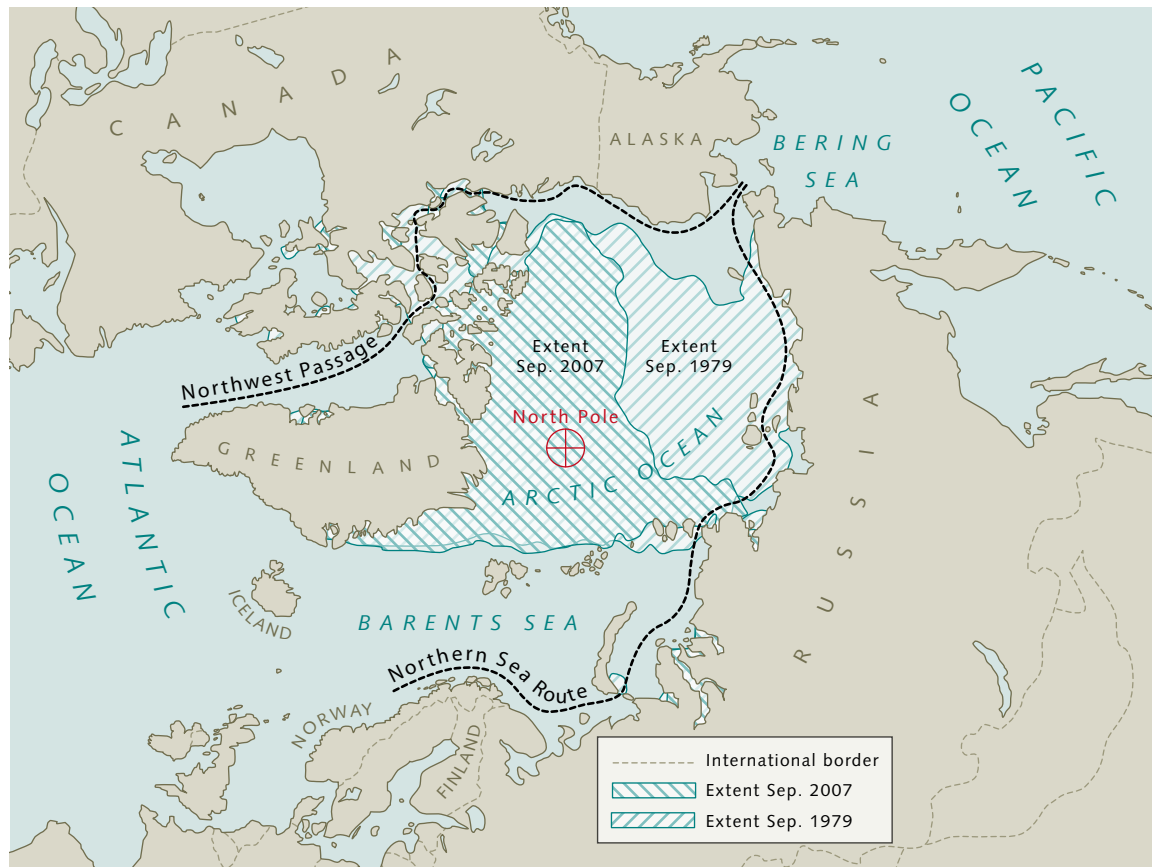 CANADA
ALASKA
BERING
SEA
PACIFIC
OCEAN
Northwest Passage
Extent
Sep. 2007
Extent
Sep. 1979
North Pole
GREENLAND
ARCTIC OCEAN
ATLANTIC
OCEAN
RUSSIA
ICELAND
BARENTS SEA
Northern Sea Route
NORWAY
FINLAND
International border
Extent Sep. 2007
Extent Sep. 1979